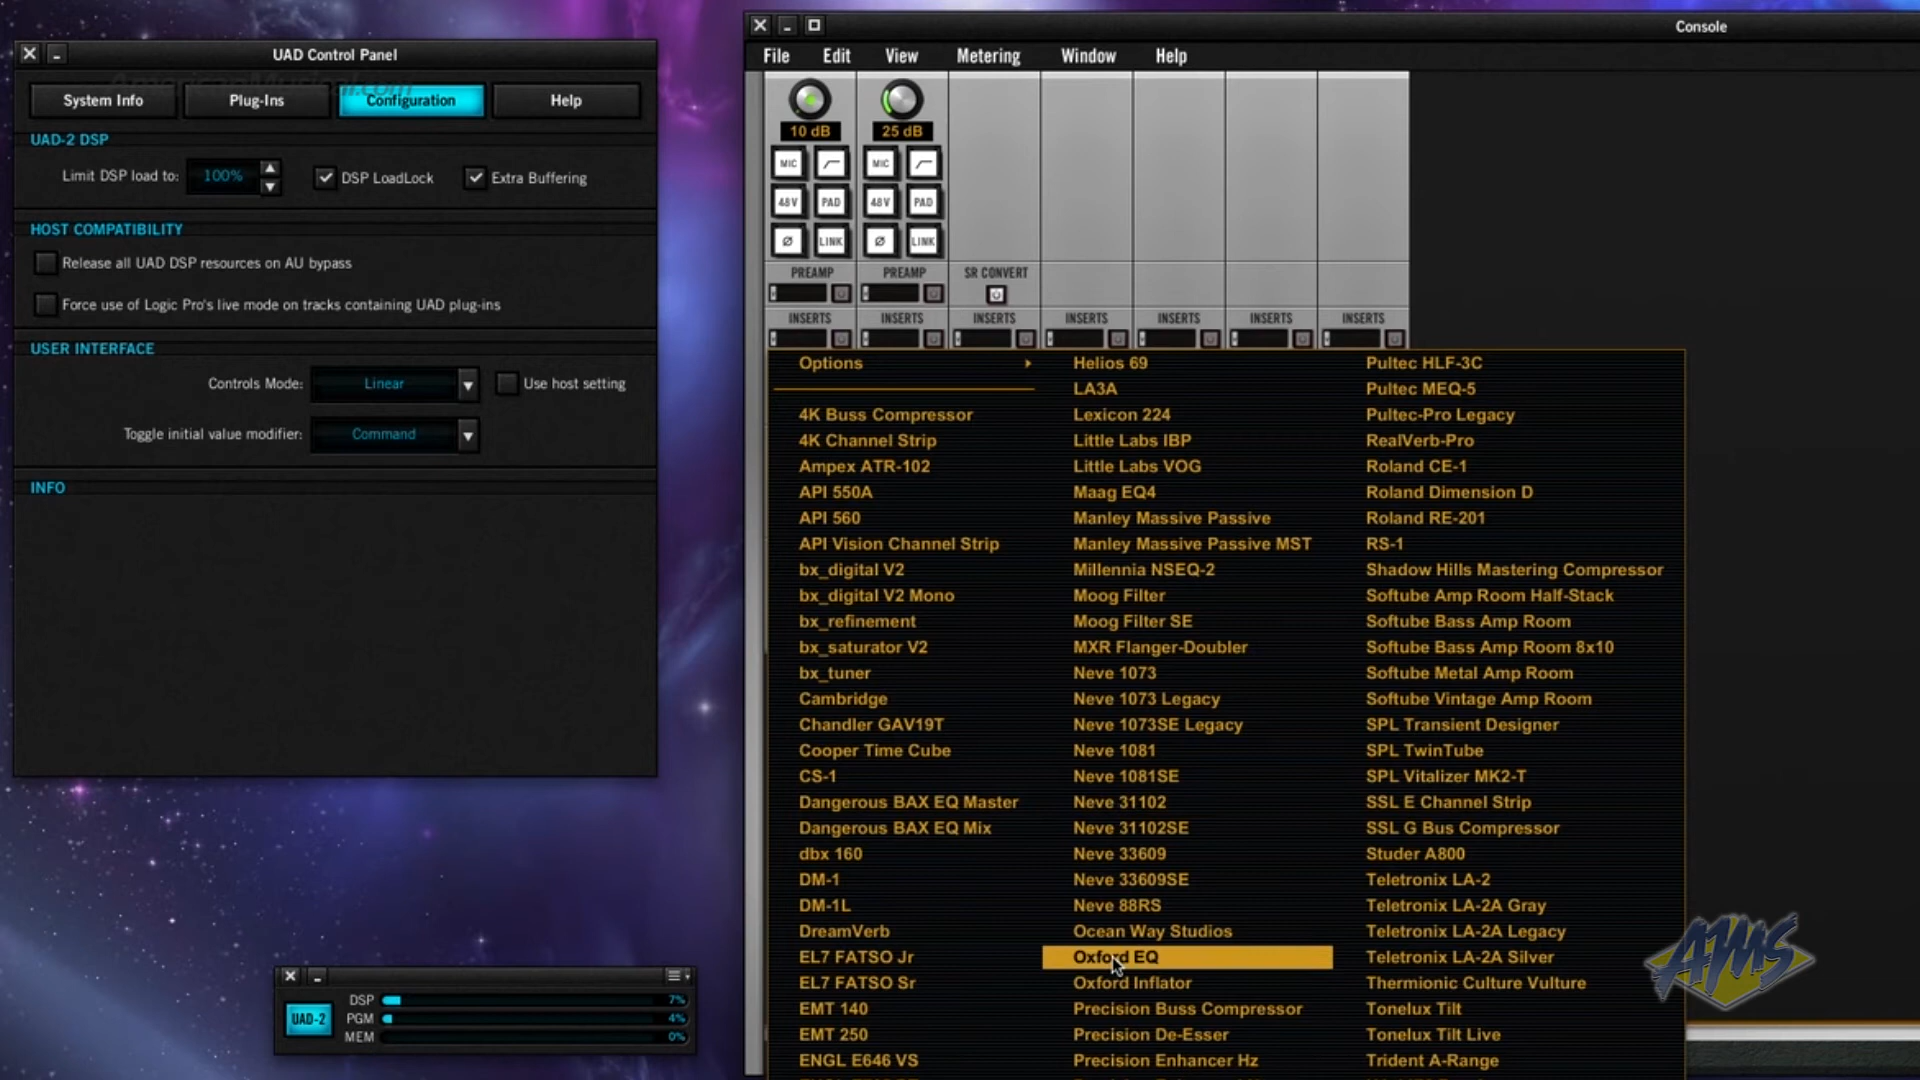 UAD Control Panel
AmericanMusical.com
System Info
Plug-Ins
Configuration
Help
UAD-2 DSP
Limit DSP load to:
100%
DSP LoadLock
Extra Buffering
HOST COMPATIBILITY
Release all UAD DSP resources on AU bypass
Force use of Logic Pro's live mode on tracks containing UAD plug-ins
USER INTERFACE
Controls Mode:
Linear
Use host setting
Toggle initial value modifier:
Command
INFO
UAD-2
DSP 7%
PGM 4%
MEM 0%
Console
File Edit View Metering Window Help
10 dB 25 dB
MIC MIC
48V PAD 48V PAD
Ø LINK Ø LINK
PREAMP PREAMP SR CONVERT
INSERTS INSERTS INSERTS INSERTS INSERTS INSERTS INSERTS
Options
4K Buss Compressor
4K Channel Strip
Ampex ATR-102
API 550A
API 560
API Vision Channel Strip
bx_digital V2
bx_digital V2 Mono
bx_refinement
bx_saturator V2
bx_tuner
Cambridge
Chandler GAV19T
Cooper Time Cube
CS-1
Dangerous BAX EQ Master
Dangerous BAX EQ Mix
dbx 160
DM-1
DM-1L
DreamVerb
EL7 FATSO Jr
EL7 FATSO Sr
EMT 140
EMT 250
ENGL E646 VS
Helios 69
LA3A
Lexicon 224
Little Labs IBP
Little Labs VOG
Maag EQ4
Manley Massive Passive
Manley Massive Passive MST
Millennia NSEQ-2
Moog Filter
Moog Filter SE
MXR Flanger-Doubler
Neve 1073
Neve 1073 Legacy
Neve 1073SE Legacy
Neve 1081
Neve 1081SE
Neve 31102
Neve 31102SE
Neve 33609
Neve 33609SE
Neve 88RS
Ocean Way Studios
Oxford EQ
Oxford Inflator
Precision Buss Compressor
Precision De-Esser
Precision Enhancer Hz
Pultec HLF-3C
Pultec MEQ-5
Pultec-Pro Legacy
RealVerb-Pro
Roland CE-1
Roland Dimension D
Roland RE-201
RS-1
Shadow Hills Mastering Compressor
Softube Amp Room Half-Stack
Softube Bass Amp Room
Softube Bass Amp Room 8x10
Softube Metal Amp Room
Softube Vintage Amp Room
SPL Transient Designer
SPL TwinTube
SPL Vitalizer MK2-T
SSL E Channel Strip
SSL G Bus Compressor
Studer A800
Teletronix LA-2
Teletronix LA-2A Gray
Teletronix LA-2A Legacy
Teletronix LA-2A Silver
Thermionic Culture Vulture
Tonelux Tilt
Tonelux Tilt Live
Trident A-Range
AMS